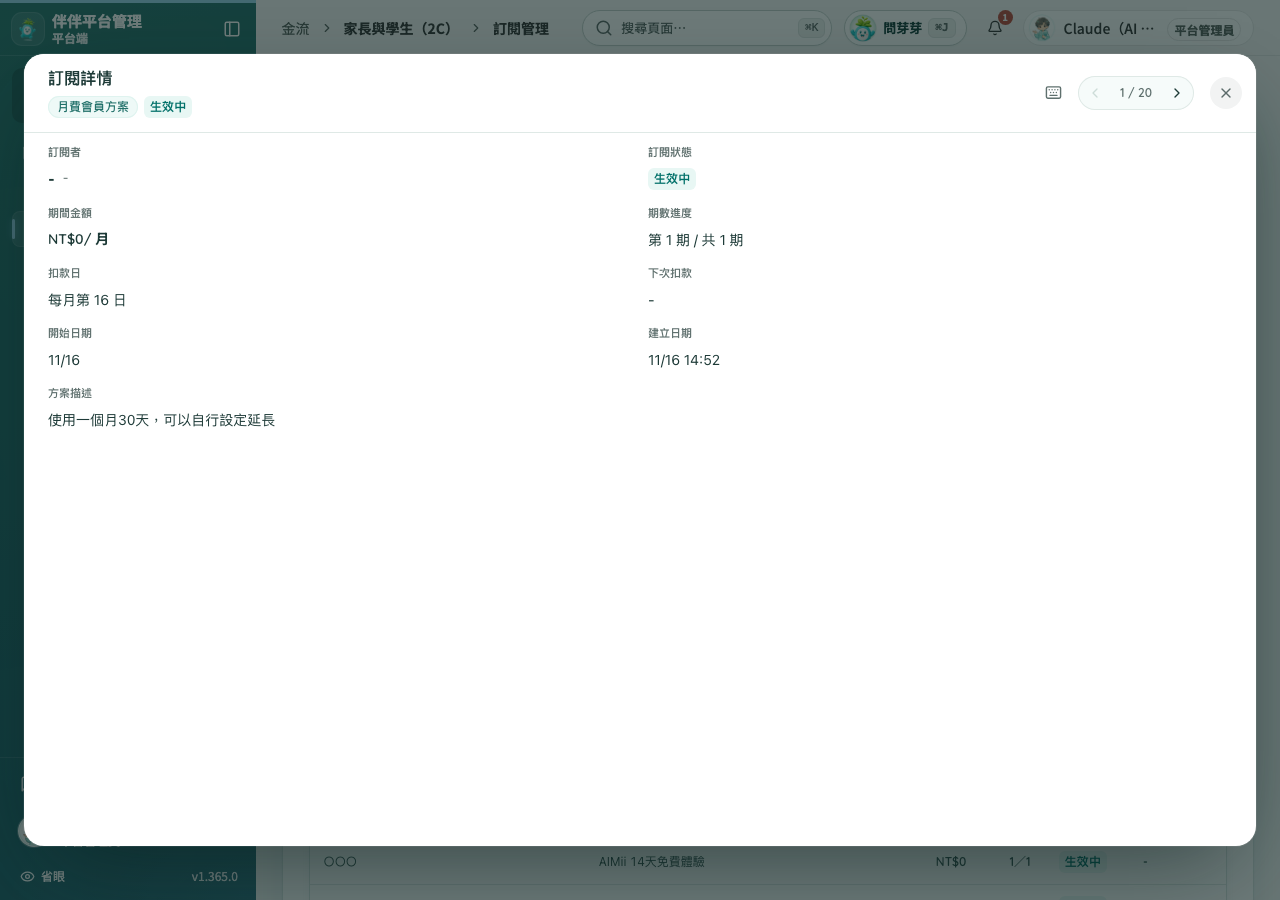 伴伴平台管理
平台端
金流
家長與學生（2C）
訂閱管理
搜尋頁面…
⌘K
問芽芽
⌘J
1
Claude（AI …
平台管理員
訂閱詳情
月費會員方案
生效中
1 / 20
訂閱者
- -
訂閱狀態
生效中
期間金額
NT$0/ 月
期數進度
第 1 期 / 共 1 期
扣款日
每月第 16 日
下次扣款
-
開始日期
11/16
建立日期
11/16 14:52
方案描述
使用一個月30天，可以自行設定延長
〇〇〇
AIMii 14天免費體驗
NT$0
1／1
生效中
-
省眼
v1.365.0